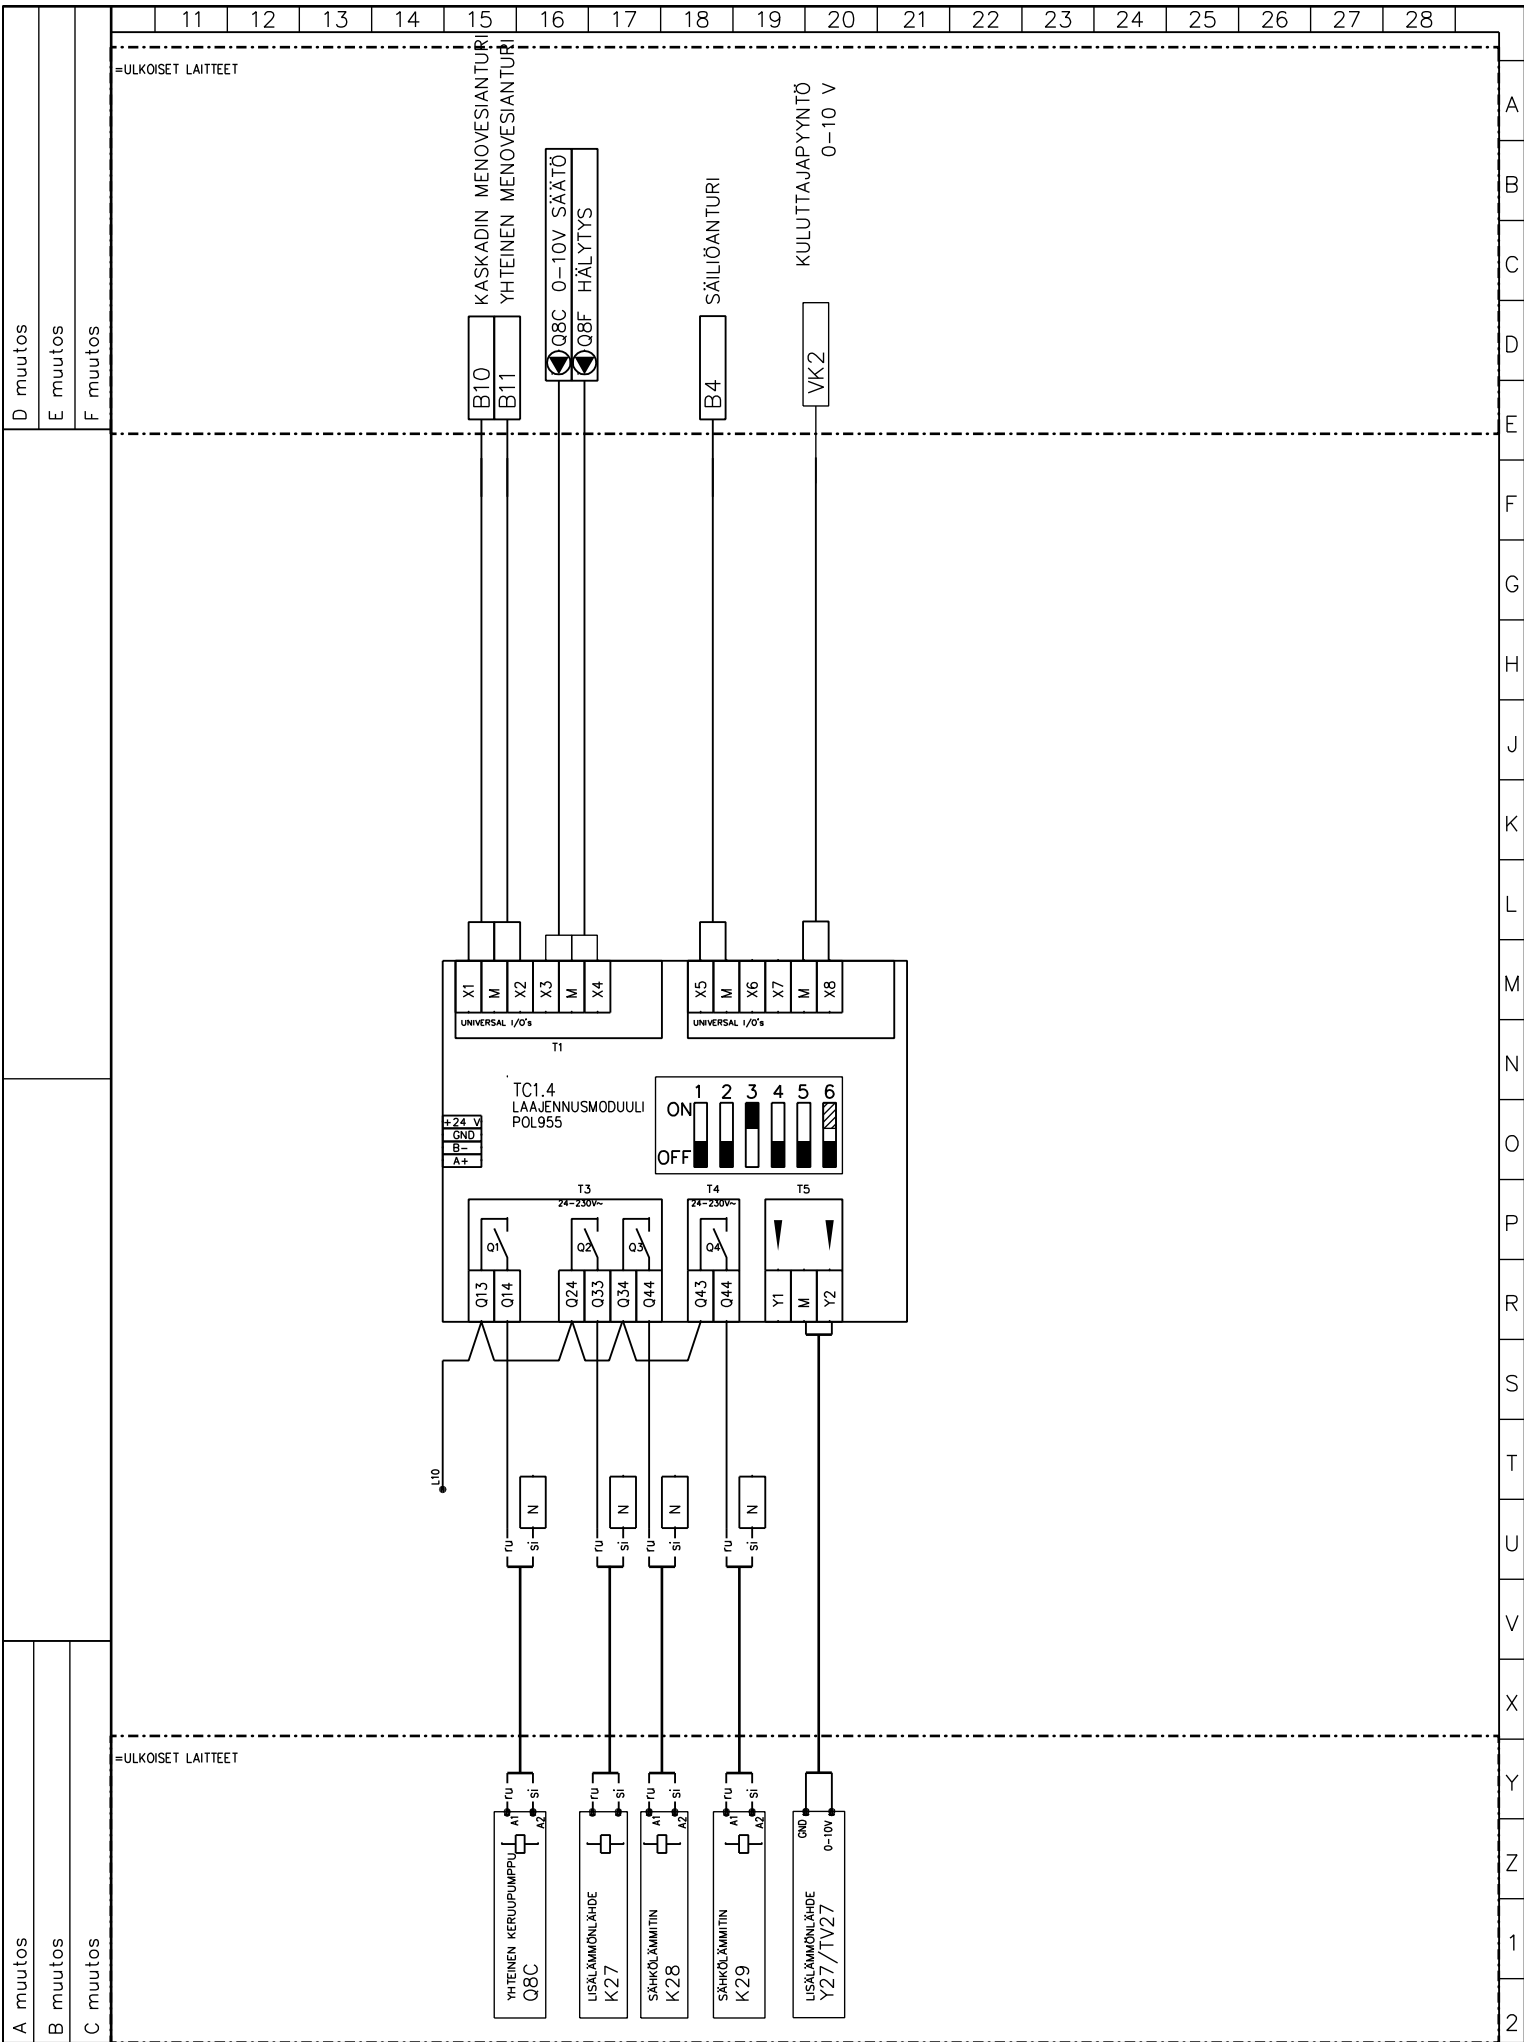 11 12 13 14 15 16 17 18 19 20 21 22 23 24 25 26 27 28
=ULKOISET LAITTEET
D muutos
E muutos
F muutos
A
B
C
D
E
F
G
H
J
K
L
M
N
O
P
R
S
T
U
V
X
Y
Z
1
2
B10 KASKADIN MENOVESIANTURI
B11 YHTEINEN MENOVESIANTURI
Q8C 0-10V SÄÄTÖ
Q8F HÄLYTYS
B4 SÄILIÖANTURI
VK2 KULUTTAJAPYYNTÖ
0-10 V
X1 M X2 X3 M X4
UNIVERSAL I/O's
T1
X5 M X6 X7 M X8
UNIVERSAL I/O's
TC1.4
LAAJENNUSMODUULI
POL955
1 2 3 4 5 6
ON
OFF
+24 V
GND
B-
A+
T3
24-230V~
T4
24-230V~
T5
Q1 Q2 Q3 Q4
Q13 Q14 Q24 Q33 Q34 Q44 Q43 Q44 Y1 M Y2
L10
N N N N
ru si ru si ru si ru si
=ULKOISET LAITTEET
ru si ru si ru si ru si
A1 A2 A1 A2 A1 A2
GND
0-10V
YHTEINEN KERUUPUMPPU
Q8C
LISÄLÄMMÖNLÄHDE
K27
SÄHKÖLÄMMITIN
K28
SÄHKÖLÄMMITIN
K29
LISÄLÄMMÖNLÄHDE
Y27/TV27
A muutos
B muutos
C muutos